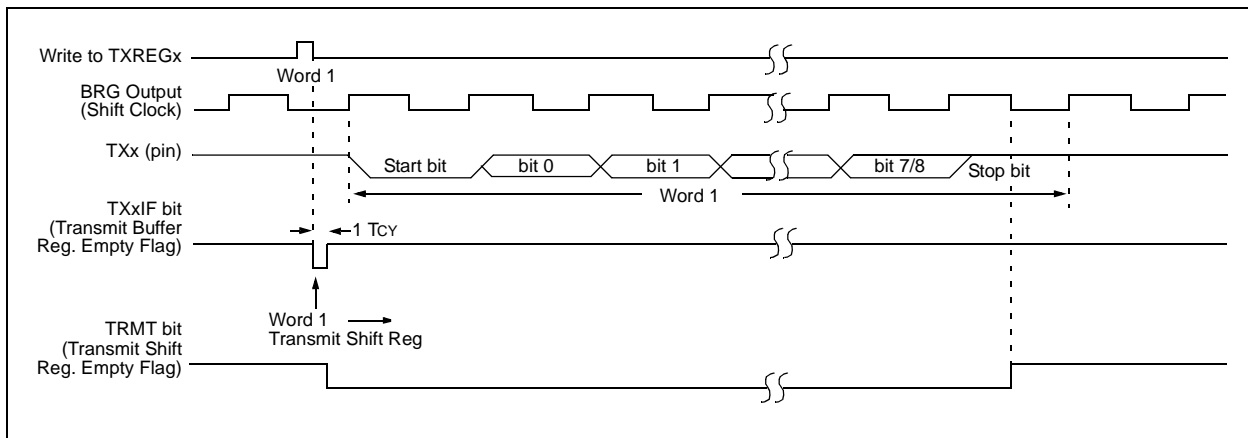 Write to TXREGx
Word 1
BRG Output
(Shift Clock)
TXx (pin)
Start bit
bit 0
bit 1
bit 7/8
Stop bit
Word 1
TXxIF bit
(Transmit Buffer
Reg. Empty Flag)
1 TCY
Word 1
Transmit Shift Reg
TRMT bit
(Transmit Shift
Reg. Empty Flag)